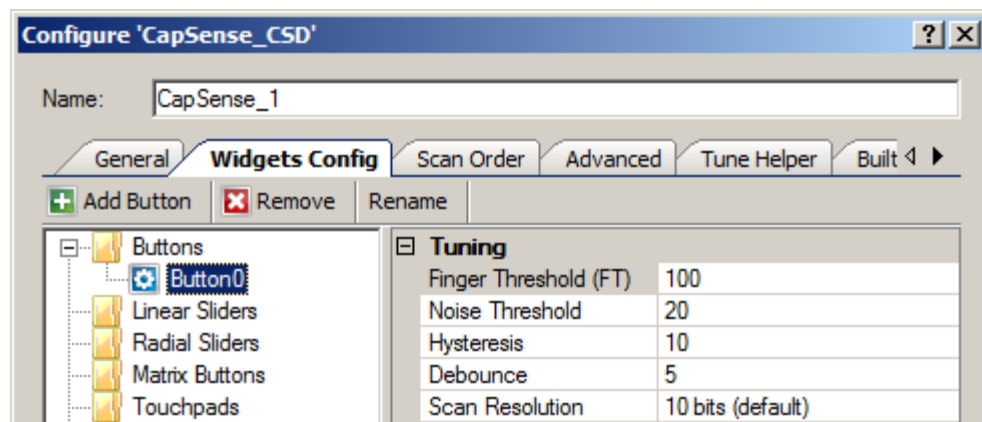 Configure 'CapSense_CSD'
Name: CapSense_1
General Widgets Config Scan Order Advanced Tune Helper Built
Add Button Remove Rename
Buttons Tuning
Button0 Finger Threshold (FT) 100
Linear Sliders Noise Threshold 20
Radial Sliders Hysteresis 10
Matrix Buttons Debounce 5
Touchpads Scan Resolution 10 bits (default)